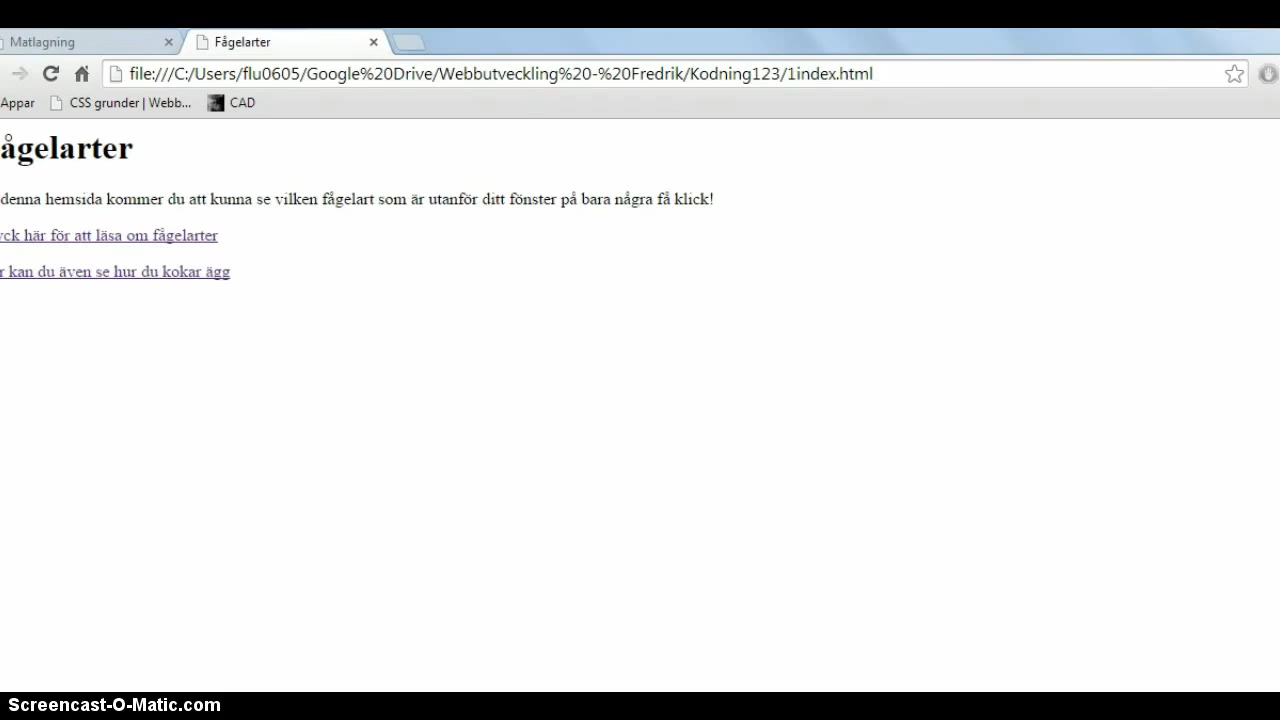 Matlagning
Fågelarter
file:///C:/Users/flu0605/Google%20Drive/Webbutveckling%20-%20Fredrik/Kodning123/1index.html
Appar CSS grunder | Webb... CAD
ågelarter
denna hemsida kommer du att kunna se vilken fågelart som är utanför ditt fönster på bara några få klick!
yck här för att läsa om fågelarter
r kan du även se hur du kokar ägg
Screencast-O-Matic.com